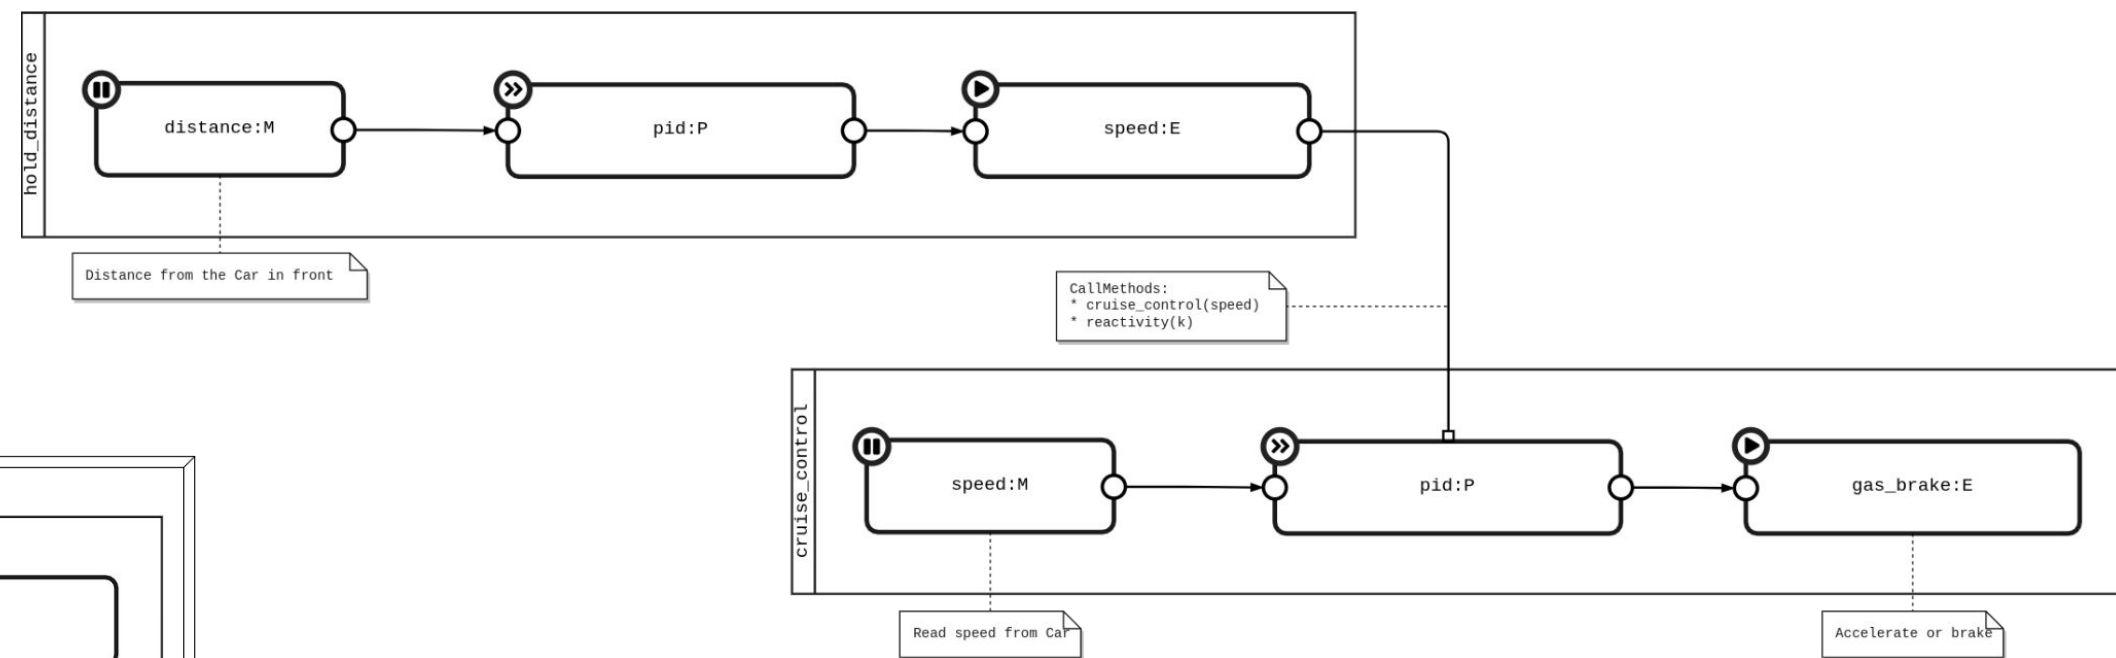 hold_distance
distance:M
pid:P
speed:E
Distance from the Car in front
CallMethods:
* cruise_control(speed)
* reactivity(k)
cruise_control
speed:M
pid:P
gas_brake:E
Read speed from Car
Accelerate or brake